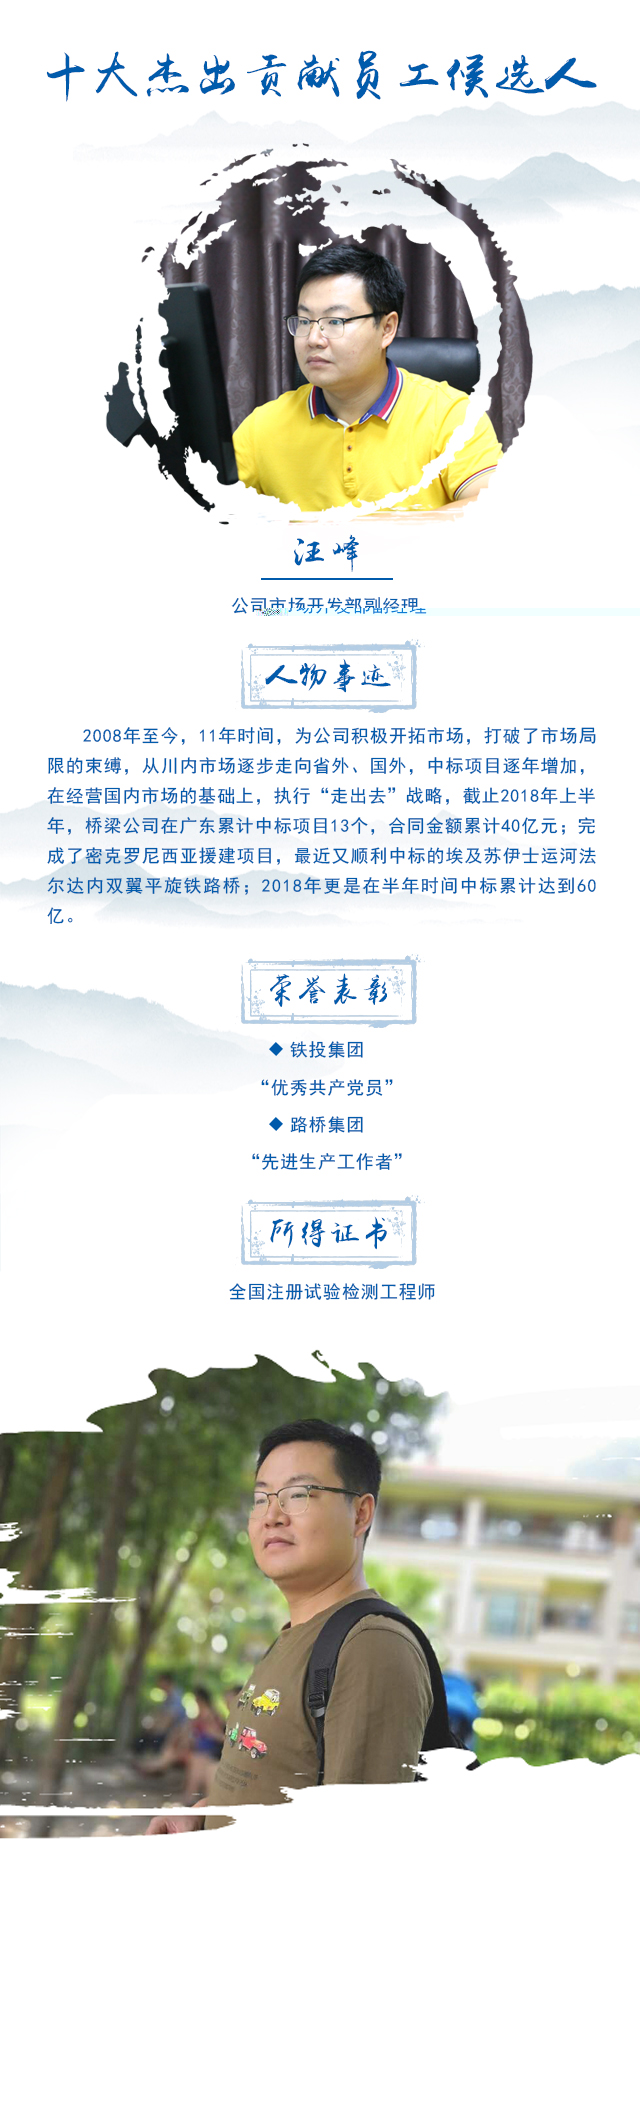 十大杰出贡献员工候选人
汪峰
公司市场开发部副经理
人物事迹
2008年至今，11年时间，为公司积极开拓市场，打破了市场局
限的束缚，从川内市场逐步走向省外、国外，中标项目逐年增加，
在经营国内市场的基础上，执行“走出去”战略，截止2018年上半
年，桥梁公司在广东累计中标项目13个，合同金额累计40亿元；完
成了密克罗尼西亚援建项目，最近又顺利中标的埃及苏伊士运河法
尔达内双翼平旋铁路桥；2018年更是在半年时间中标累计达到60
亿。
荣誉表彰
◆ 铁投集团
“优秀共产党员”
◆ 路桥集团
“先进生产工作者”
所得证书
全国注册试验检测工程师